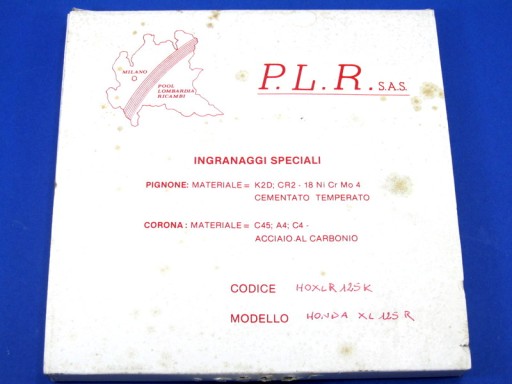 MILANO
POOL
LOMBARDIA
RICAMBI
P.L.R. S.A.S.
INGRANAGGI SPECIALI
PIGNONE: MATERIALE = K2D; CR2 - 18 Ni Cr Mo 4
CEMENTATO TEMPERATO
CORONA: MATERIALE = C45; A4; C4 -
ACCIAIO AL CARBONIO
CODICE HOXLR125K
MODELLO HONDA XL 125 R